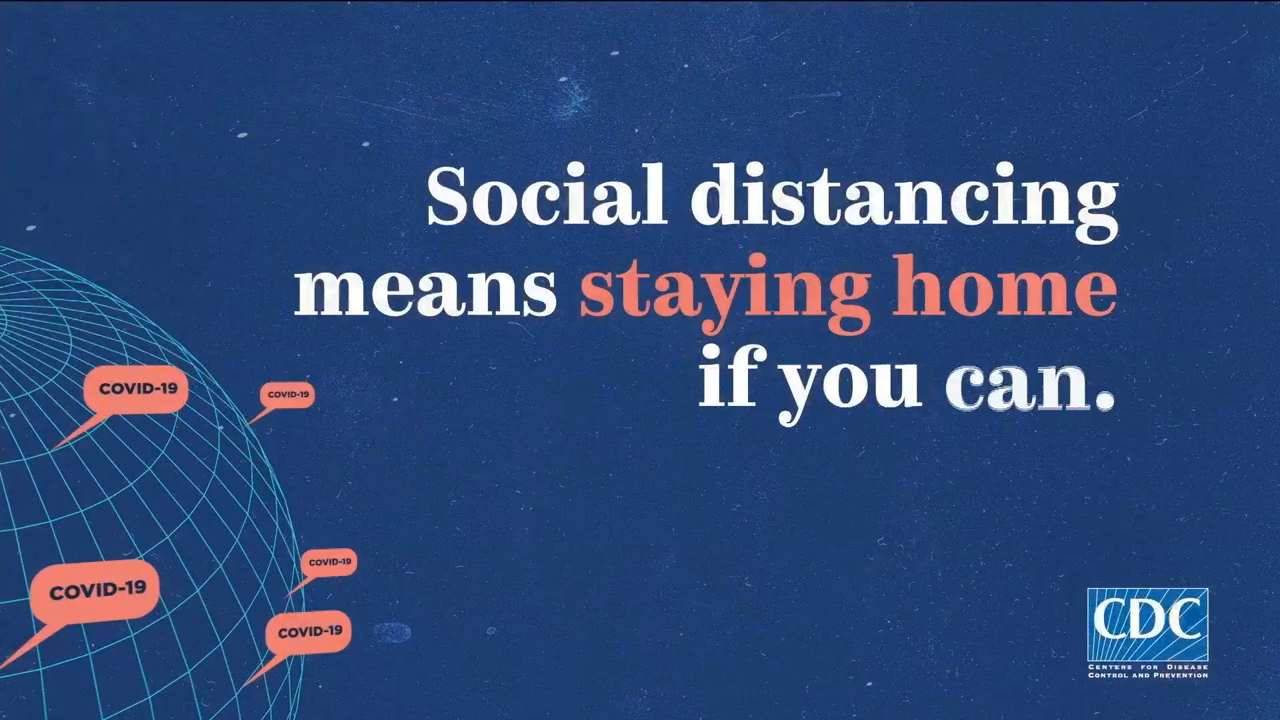 Social distancing
means staying home
if you can.
COVID-19
COVID-19
COVID-19
COVID-19
COVID-19
CDC
CENTERS FOR DISEASE
CONTROL AND PREVENTION